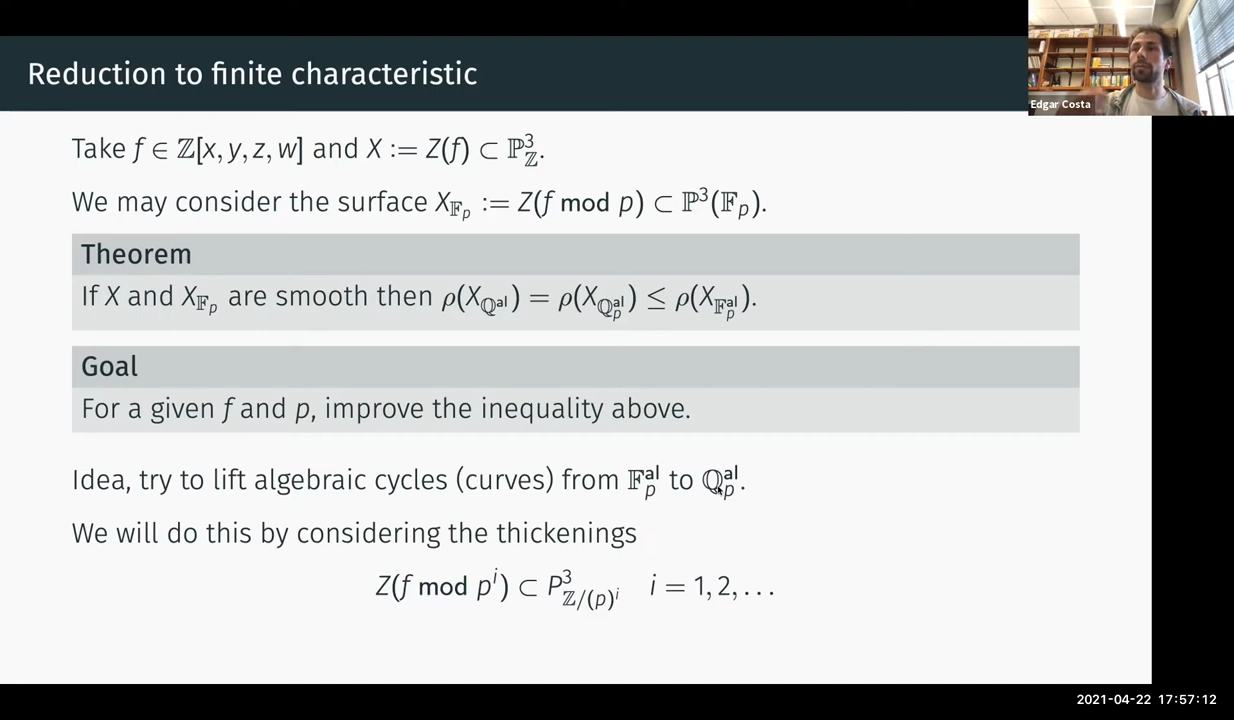 Reduction to finite characteristic
Edgar Costa
Take f ∈ ℤ[x, y, z, w] and X := Z(f) ⊂ ℙ³_ℤ.
We may consider the surface X_{𝔽_p} := Z(f mod p) ⊂ ℙ³(𝔽_p).
Theorem
If X and X_{𝔽_p} are smooth then ρ(X_{ℚ^al}) = ρ(X_{ℚ_p^al}) ≤ ρ(X_{𝔽_p^al}).
Goal
For a given f and p, improve the inequality above.
Idea, try to lift algebraic cycles (curves) from 𝔽_p^al to ℚ_p^al.
We will do this by considering the thickenings
Z(f mod p^i) ⊂ P³_{ℤ/(p)^i} i = 1, 2, …
2021-04-22 17:57:12